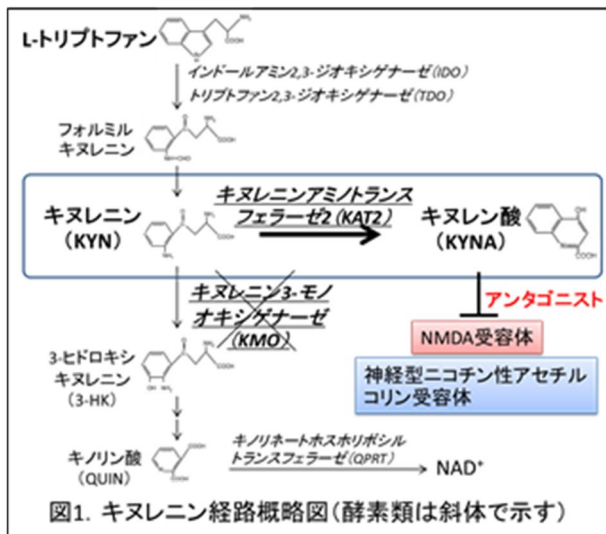 L-トリプトファン
インドールアミン2,3-ジオキシゲナーゼ(IDO)
トリプトファン2,3-ジオキシゲナーゼ(TDO)
フォルミル
キヌレニン
キヌレニン
(KYN)
キヌレニンアミノトランス
フェラーゼ2(KAT2)
キヌレン酸
(KYNA)
キヌレニン3-モノ
オキシゲナーゼ
(KMO)
アンタゴニスト
NMDA受容体
神経型ニコチン性アセチル
コリン受容体
3-ヒドロキシ
キヌレニン
(3-HK)
キノリン酸
(QUIN)
キノリネートホスホリボシル
トランスフェラーゼ(QPRT)
NAD⁺
図1. キヌレニン経路概略図(酵素類は斜体で示す)